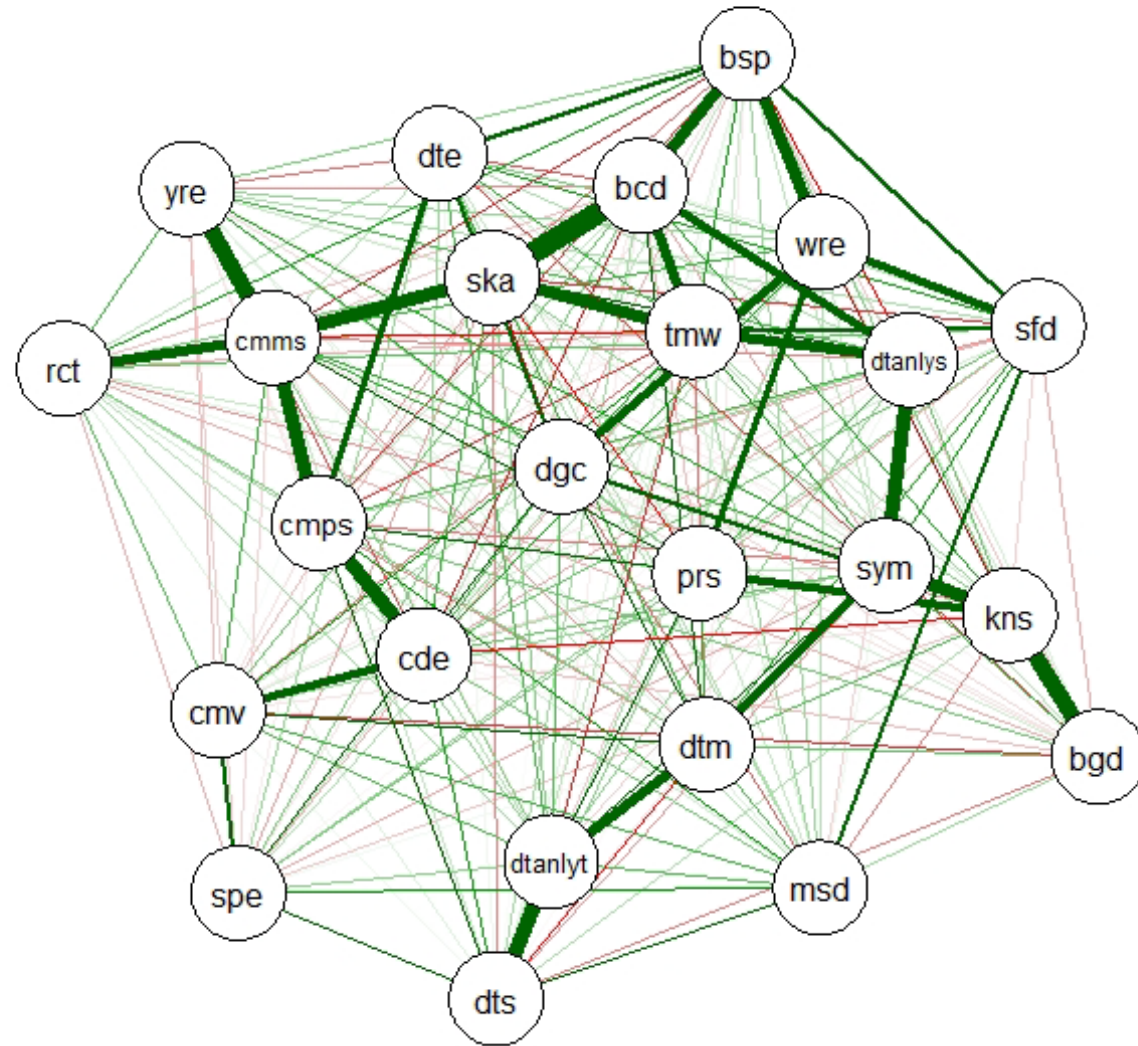 bsp
dte
bcd
yre
wre
ska
cmms
tmw
sfd
dtanlys
rct
dgc
cmps
prs
sym
kns
cde
cmv
dtm
bgd
dtanlyt
msd
spe
dts